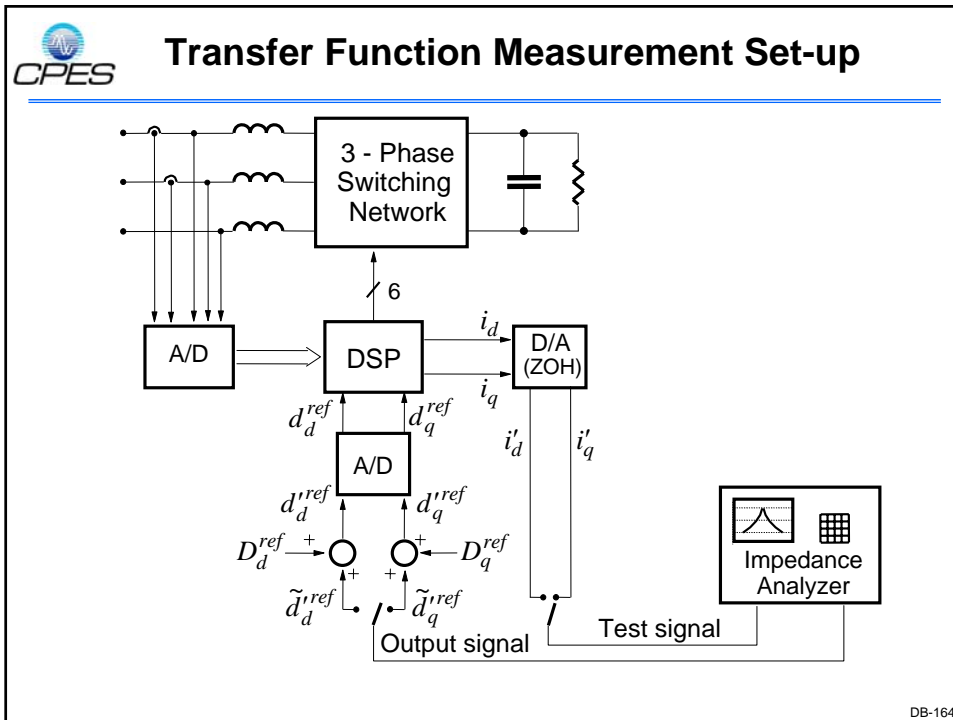 CPES
Transfer Function Measurement Set-up
3 - Phase
Switching
Network
6
A/D
DSP
i_d
i_q
D/A
(ZOH)
d_d^{ref}
d_q^{ref}
i'_d
i'_q
A/D
d'_d^{ref}
d'_q^{ref}
D_d^{ref}
+
+
+
+
D_q^{ref}
d̃'_d^{ref}
d̃'_q^{ref}
Impedance
Analyzer
Output signal
Test signal
DB-164